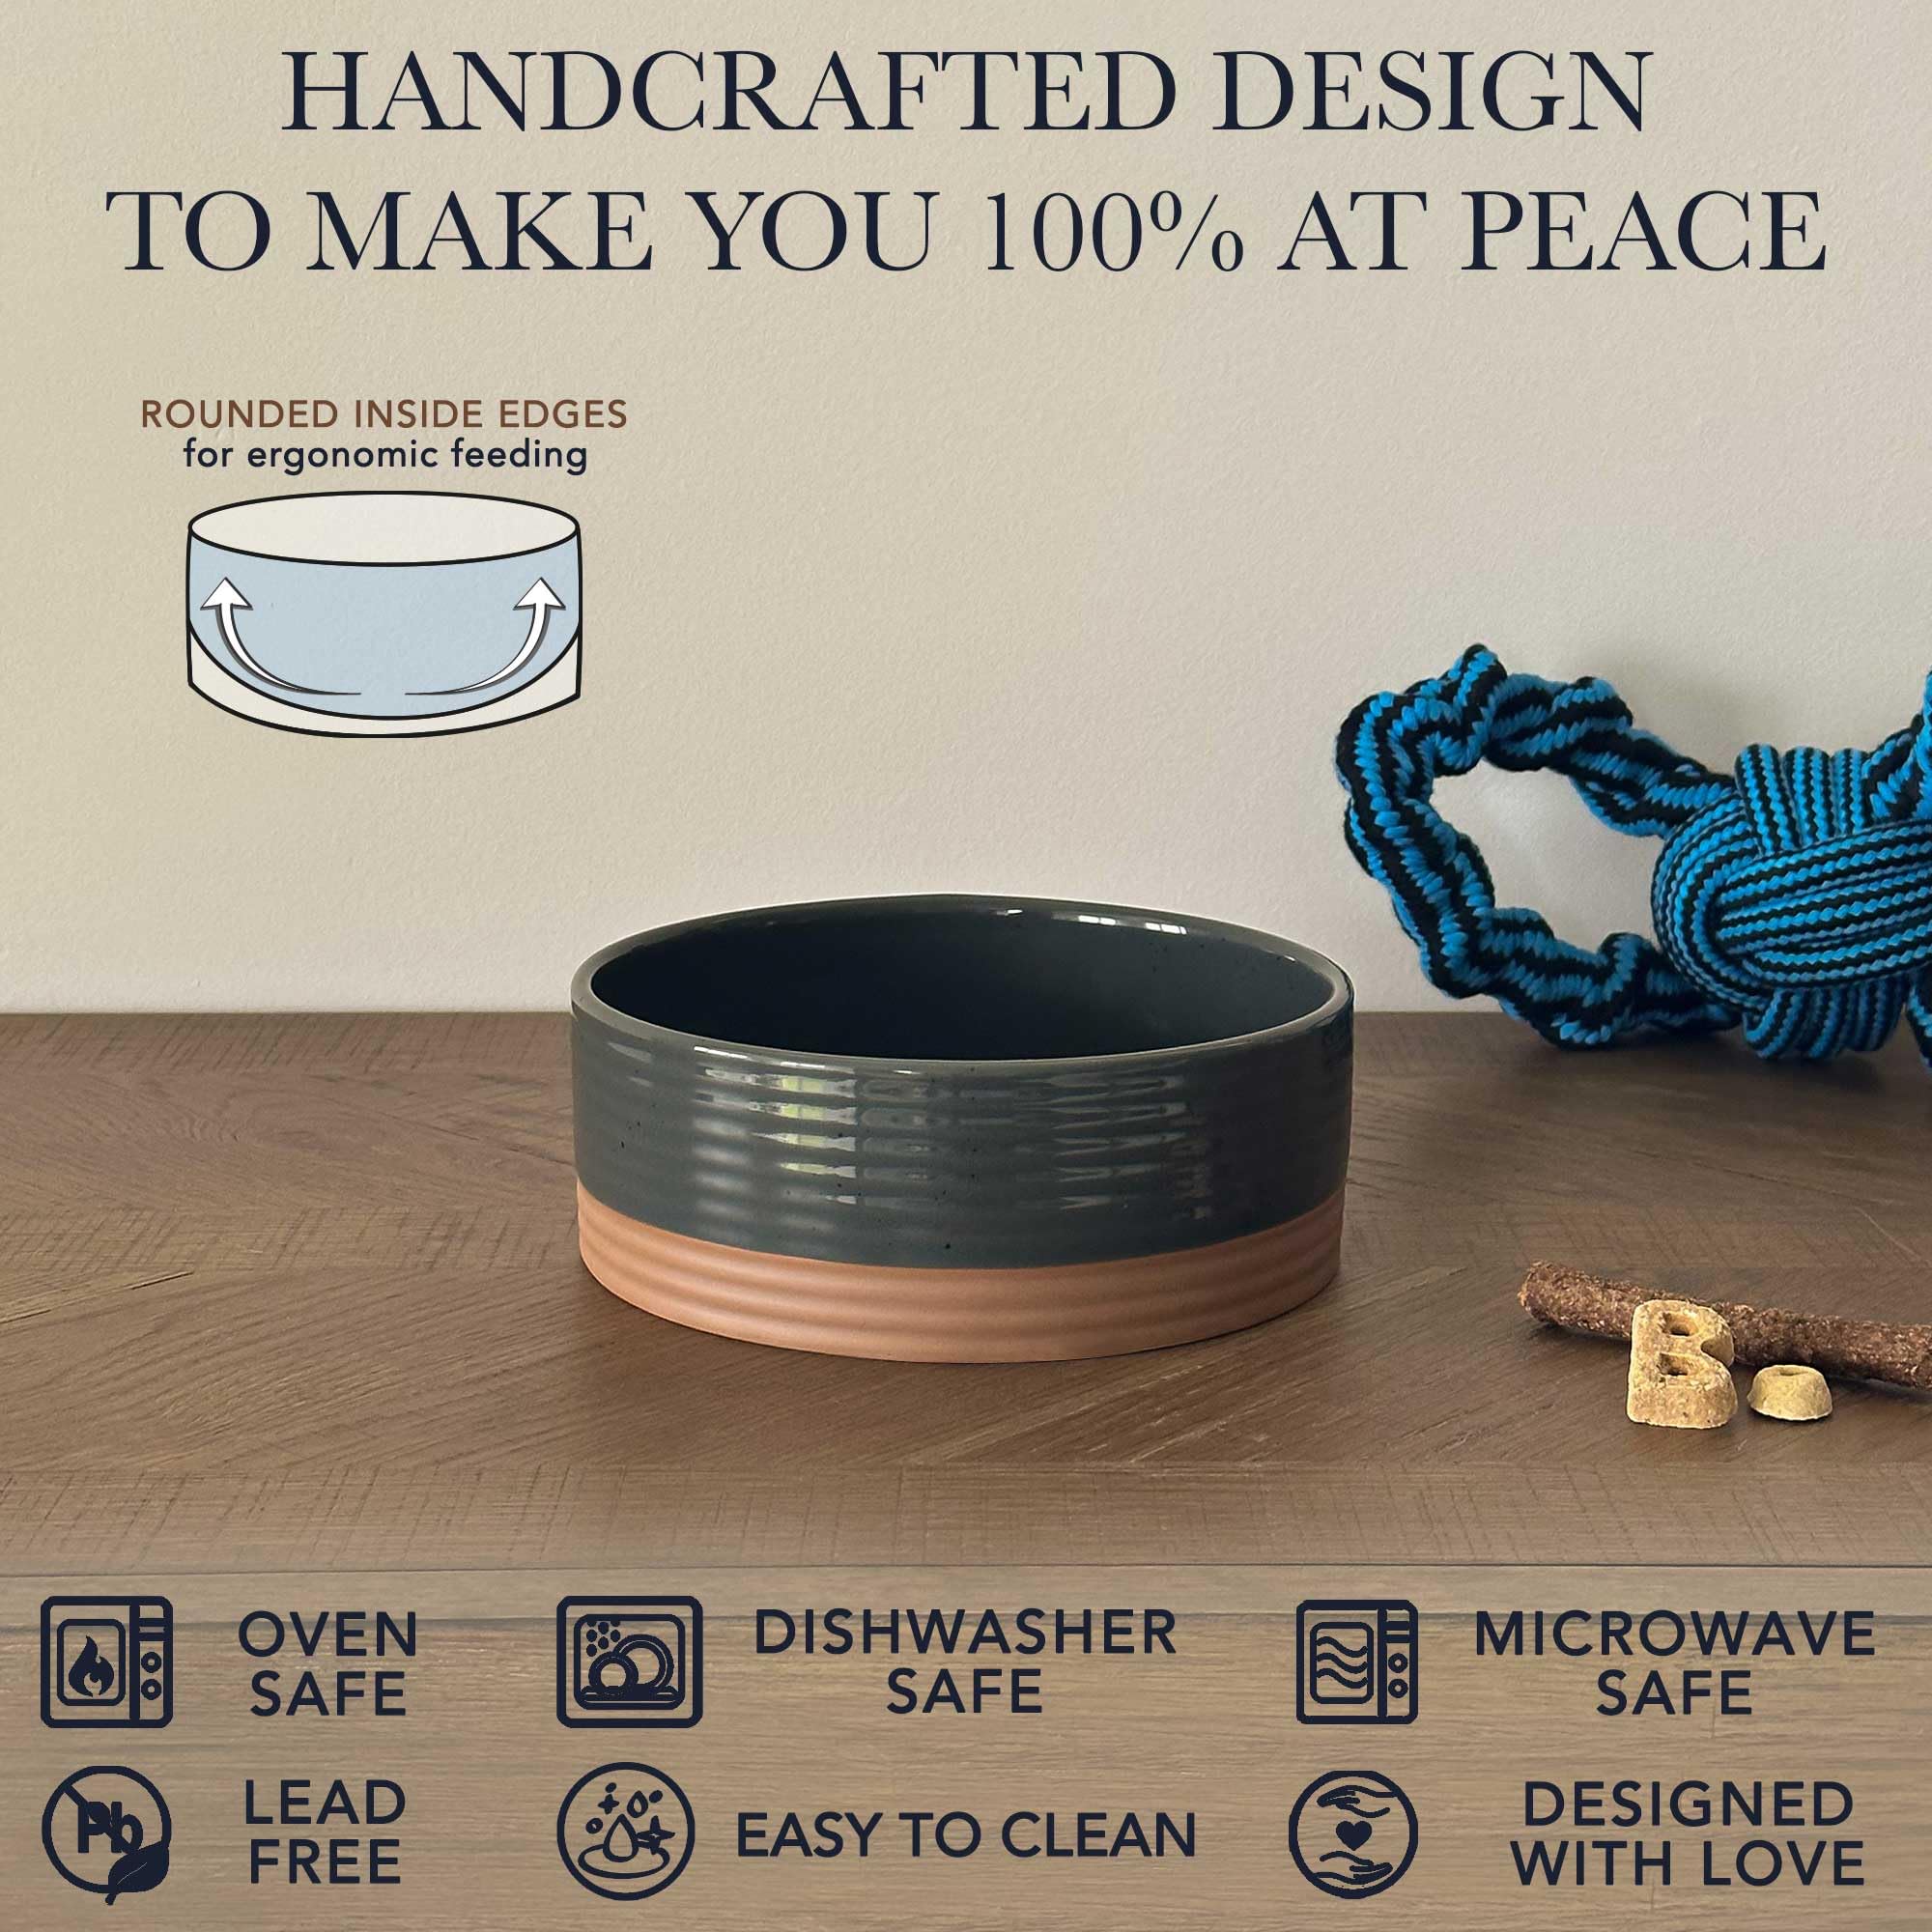 HANDCRAFTED DESIGN
TO MAKE YOU 100% AT PEACE
ROUNDED INSIDE EDGES
for ergonomic feeding
B
OVEN
SAFE
DISHWASHER
SAFE
MICROWAVE
SAFE
Pb
LEAD
FREE
EASY TO CLEAN
DESIGNED
WITH LOVE